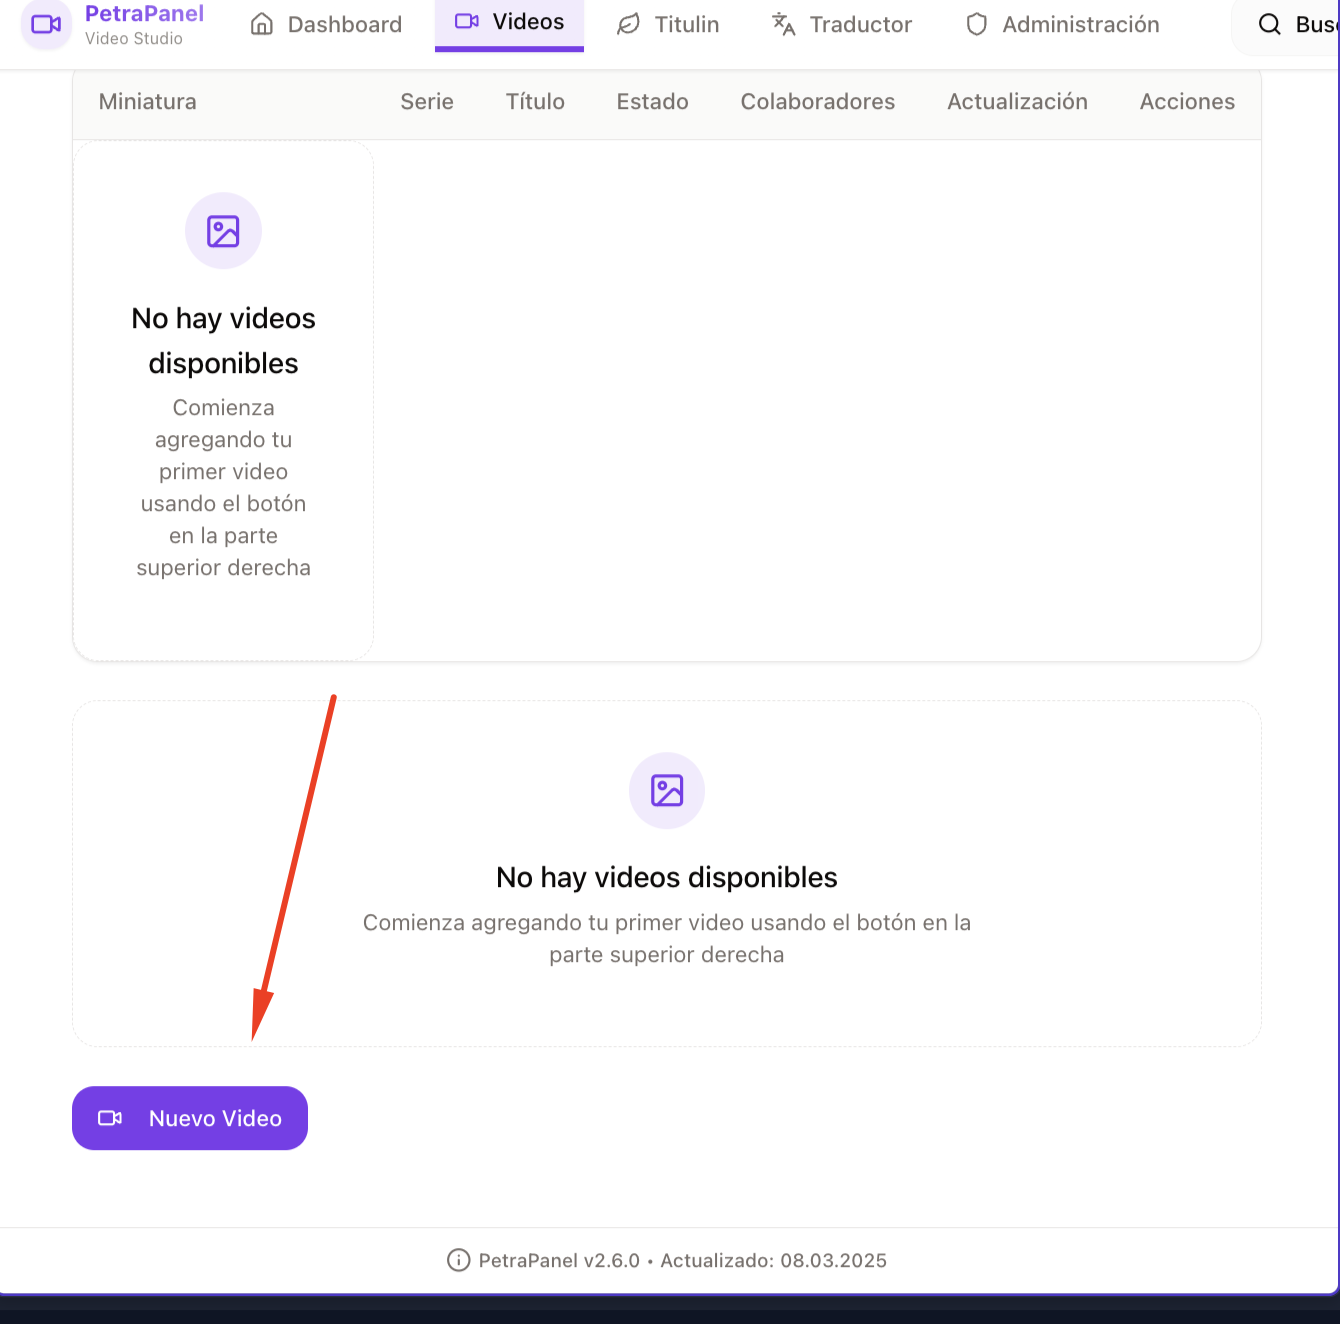 PetraPanel
Video Studio
Dashboard
Videos
Titulin
Traductor
Administración
Miniatura
Serie
Título
Estado
Colaboradores
Actualización
Acciones
No hay videos
disponibles
Comienza
agregando tu
primer video
usando el botón
en la parte
superior derecha
No hay videos disponibles
Comienza agregando tu primer video usando el botón en la
parte superior derecha
Nuevo Video
PetraPanel v2.6.0 • Actualizado: 08.03.2025